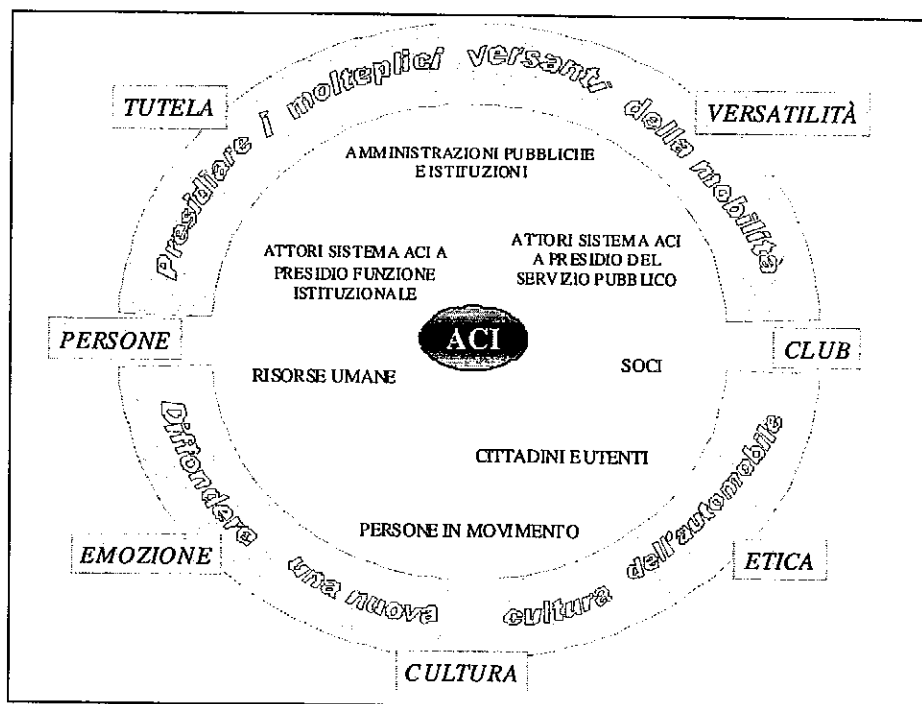 Presidiare i molteplici versanti della mobilità
TUTELA
VERSATILITÀ
AMMINISTRAZIONI PUBBLICHE
E ISTITUZIONI
ATTORI SISTEMA ACI A
PRESIDIO FUNZIONE
ISTITUZIONALE
ATTORI SISTEMA ACI
A PRESIDIO DEL
SERVIZIO PUBBLICO
PERSONE
ACI
CLUB
RISORSE UMANE
SOCI
CITTADINI E UTENTI
PERSONE IN MOVIMENTO
EMOZIONE
ETICA
Diffondere una nuova cultura dell'automobile
CULTURA